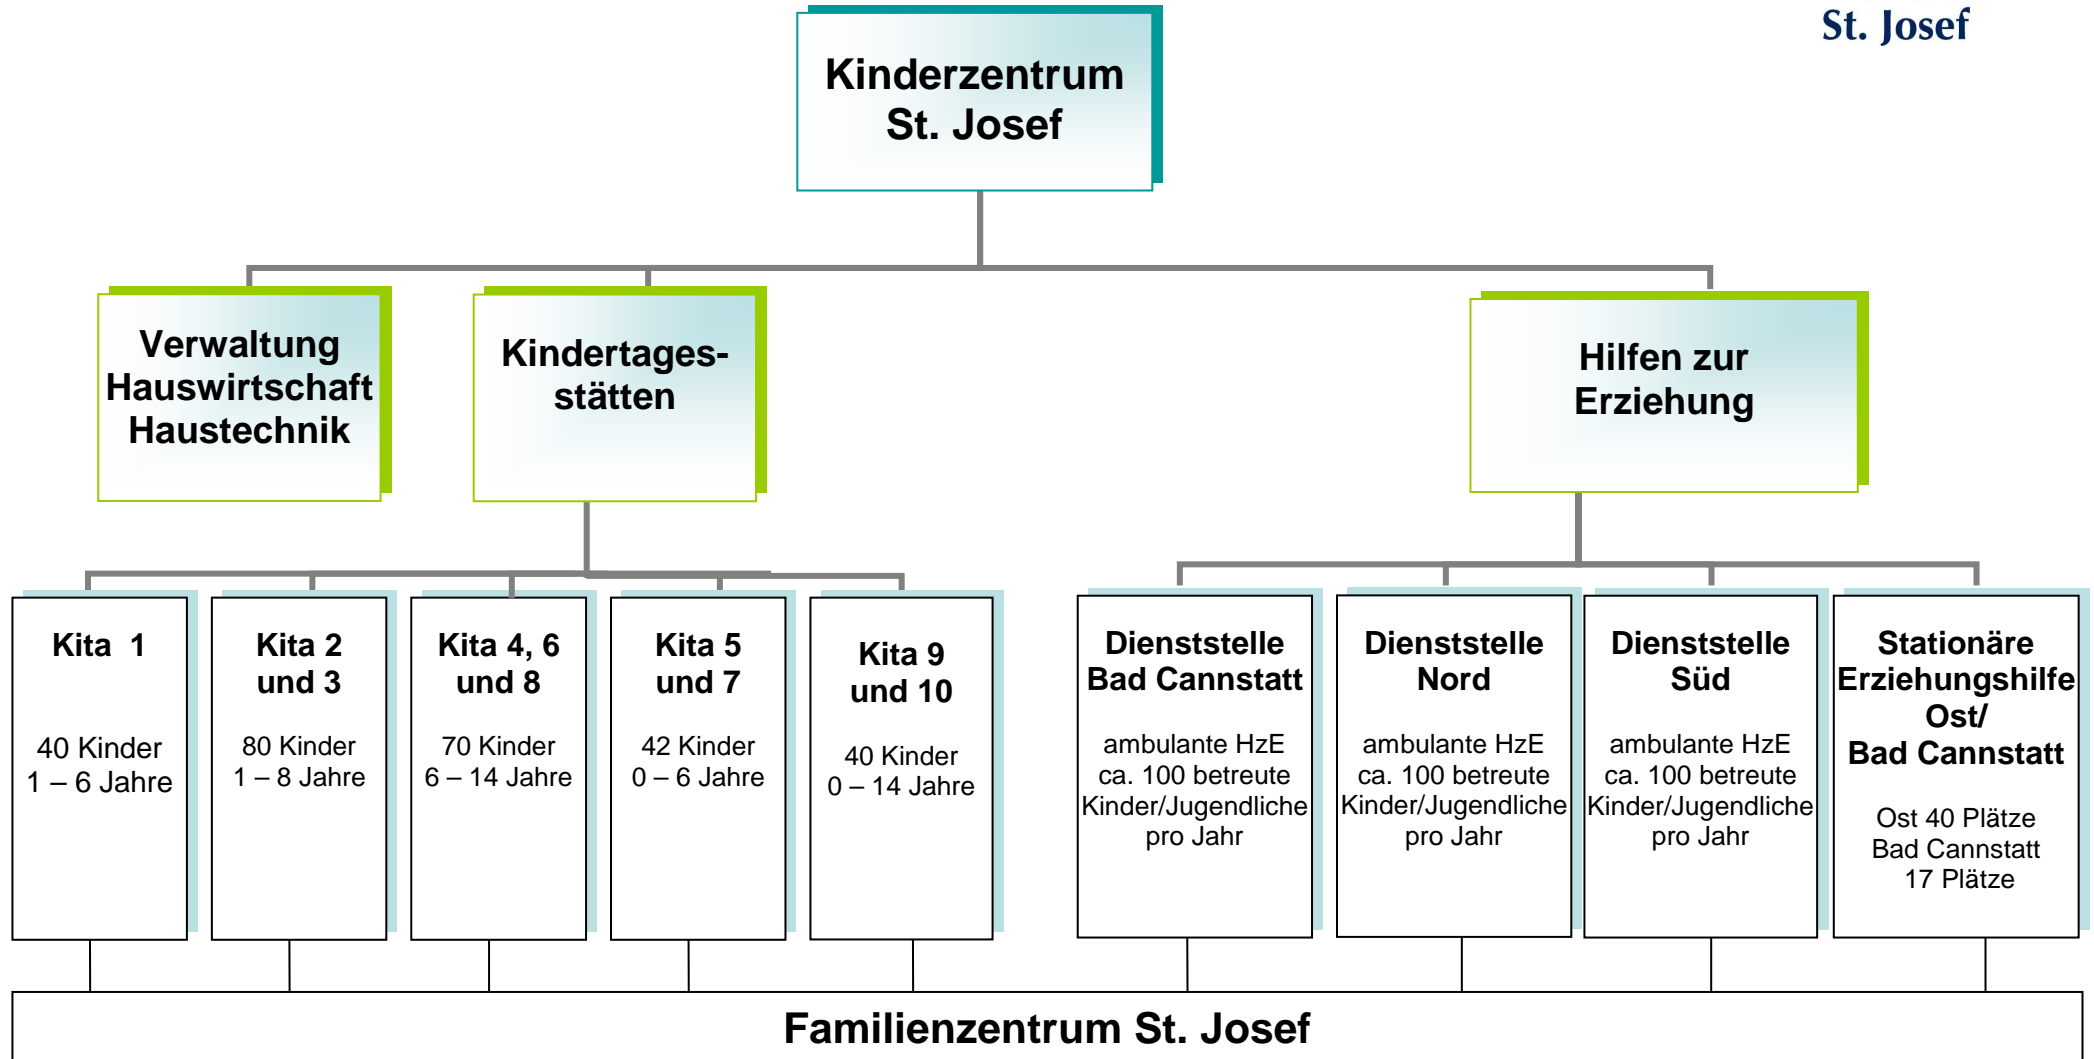 St. Josef
Kinderzentrum
St. Josef
Verwaltung
Hauswirtschaft
Haustechnik
Kindertages-
stätten
Hilfen zur
Erziehung
Kita  1
40 Kinder
1 – 6 Jahre
Kita 2
und 3
80 Kinder
1 – 8 Jahre
Kita 4, 6
und 8
70 Kinder
6 – 14 Jahre
Kita 5
und 7
42 Kinder
0 – 6 Jahre
Kita 9
und 10
40 Kinder
0 – 14 Jahre
Dienststelle
Bad Cannstatt
ambulante HzE
ca. 100 betreute
Kinder/Jugendliche
pro Jahr
Dienststelle
Nord
ambulante HzE
ca. 100 betreute
Kinder/Jugendliche
pro Jahr
Dienststelle
Süd
ambulante HzE
ca. 100 betreute
Kinder/Jugendliche
pro Jahr
Stationäre
Erziehungshilfe
Ost/
Bad Cannstatt
Ost 40 Plätze
Bad Cannstatt
17 Plätze
Familienzentrum St. Josef